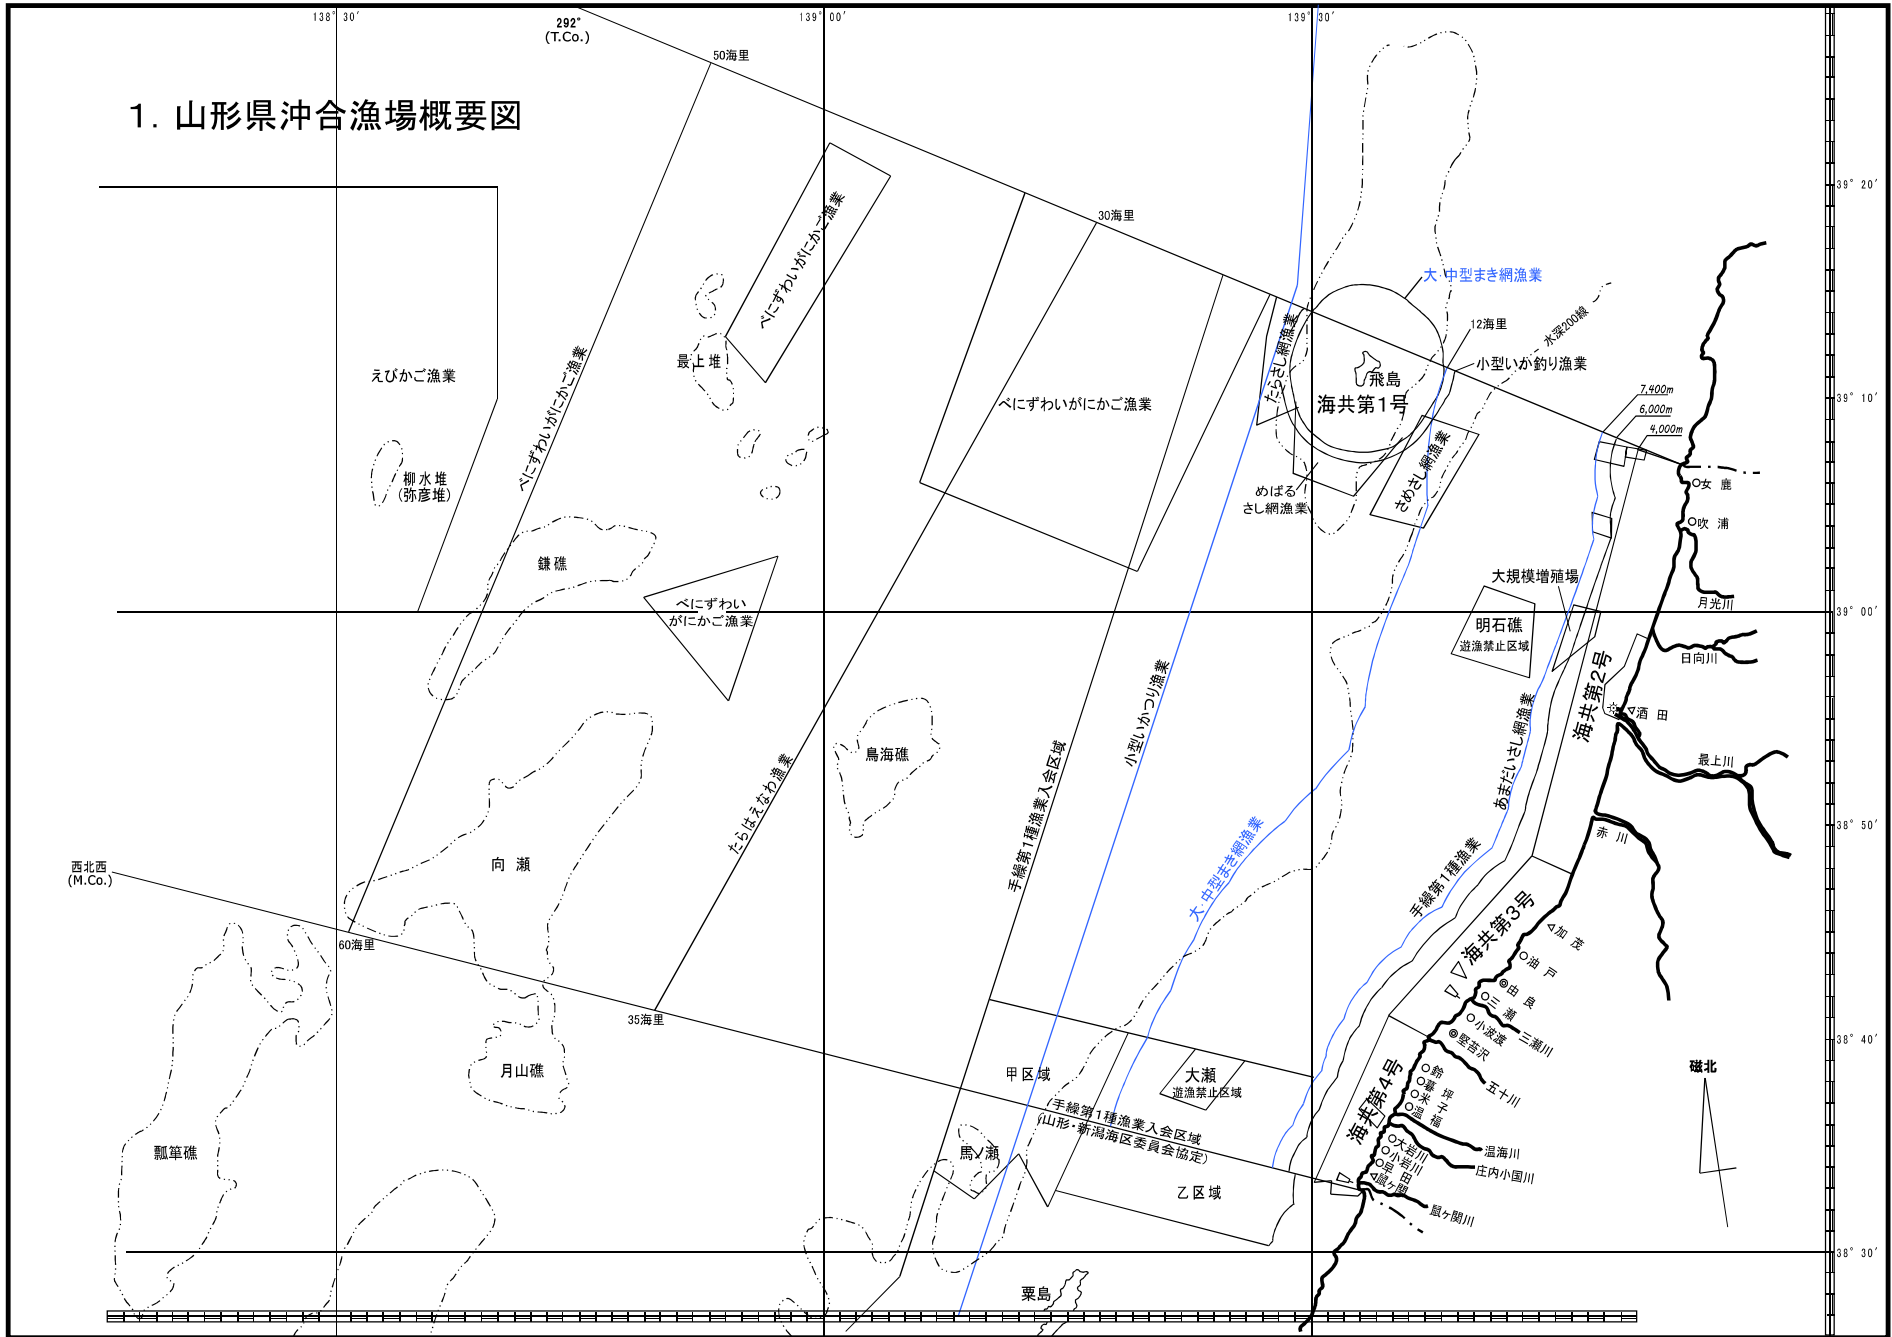 138° 30′
139° 00′
139° 30′
292°
(T.Co.)
50海里
1. 山形県沖合漁場概要図
39° 20′
べにずわいがにかご漁業
30海里
大・中型まき網漁業
水深200線
12海里
たらさし網漁業
小型いか釣り漁業
最上堆
えびかご漁業
べにずわいがにかご漁業
飛島
海共第1号
べにずわいがにかご漁業
7,400m
6,000m
4,000m
39° 10′
さめさし網漁業
柳水堆
(弥彦堆)
めばる
さし網漁業
女鹿
吹浦
鎌礁
大規模増殖場
べにずわい
がにかご漁業
月光川
39° 00′
明石礁
遊漁禁止区域
日向川
海共第2号
小型いかつり漁業
酒田
あまだいさし網漁業
鳥海礁
手繰第1種漁業入会区域
たらはえなわ漁業
最上川
大・中型まき網漁業
赤川
38° 50′
西北西
(M.Co.)
向瀬
手繰第1種漁業
海共第3号
加茂
60海里
油戸
由良
三瀬
35海里
小波渡
三瀬川
堅苔沢
38° 40′
月山礁
甲区域
大瀬
遊漁禁止区域
磁北
鈴
暮坪
米子
温福
五十川
海共第4号
(手繰第1種漁業入会区域
(山形・新潟海区委員会協定)
瓢箪礁
馬ノ瀬
大岩川
小岩川
早田
鼠ヶ関
温海川
庄内小国川
乙区域
鼠ヶ関川
38° 30′
粟島